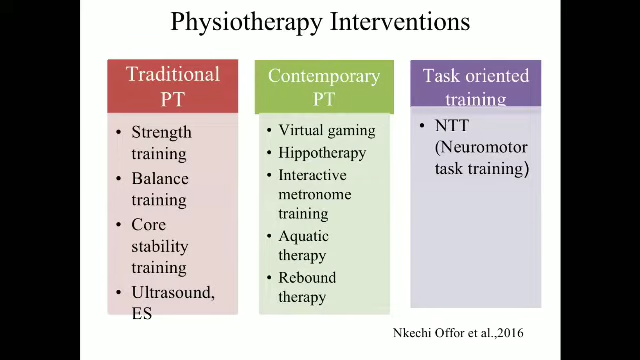 Physiotherapy Interventions
Traditional
PT
• Strength
training
• Balance
training
• Core
stability
training
• Ultrasound,
ES
Contemporary
PT
• Virtual gaming
• Hippotherapy
• Interactive
metronome
training
• Aquatic
therapy
• Rebound
therapy
Task oriented
training
• NTT
(Neuromotor
task training)
Nkechi Offor et al.,2016